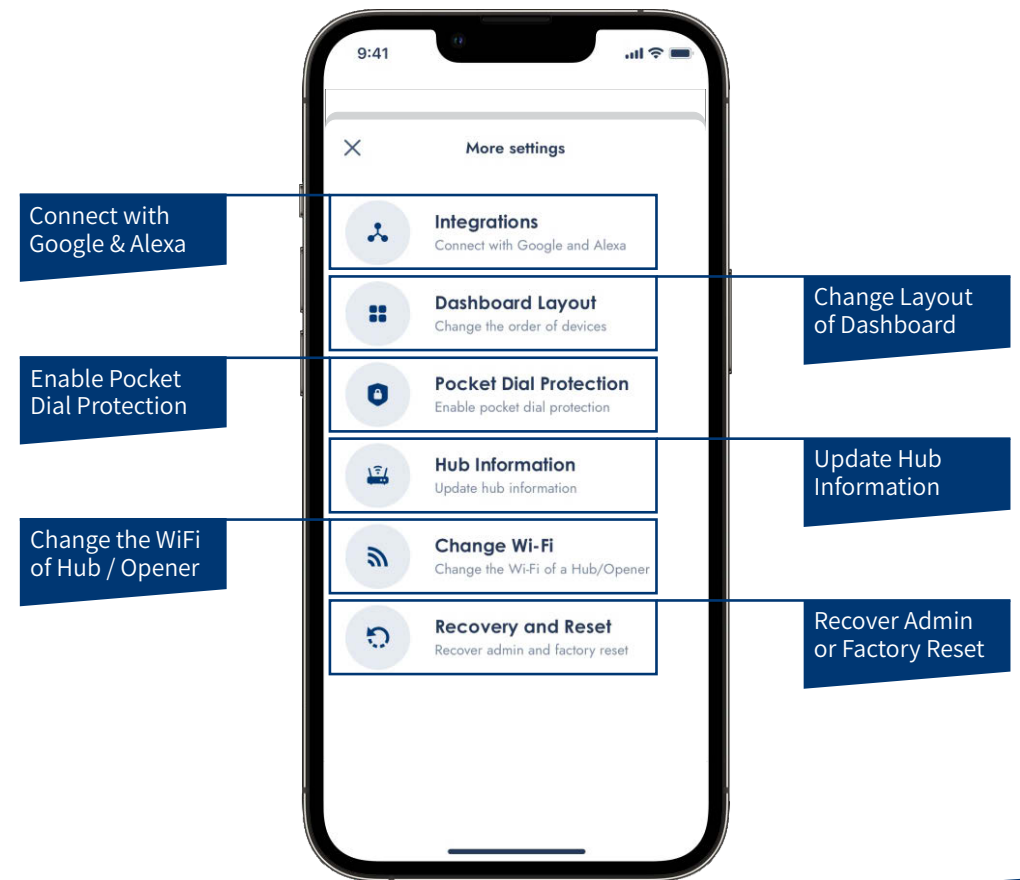 9:41
More settings
Connect with
Google & Alexa
Integrations
Connect with Google and Alexa
Dashboard Layout
Change the order of devices
Change Layout
of Dashboard
Enable Pocket
Dial Protection
Pocket Dial Protection
Enable pocket dial protection
Hub Information
Update hub information
Update Hub
Information
Change the WiFi
of Hub / Opener
Change Wi-Fi
Change the Wi-Fi of a Hub/Opener
Recovery and Reset
Recover admin and factory reset
Recover Admin
or Factory Reset